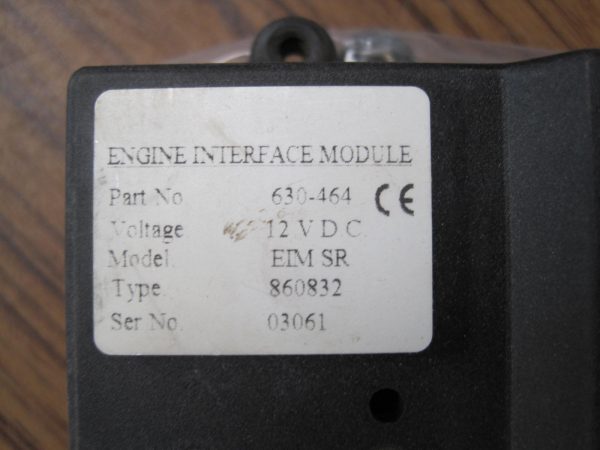 ENGINE INTERFACE MODULE
Part No 630-464 CE
Voltage 12 V D C
Model EIM SR
Type 860832
Ser No. 03061